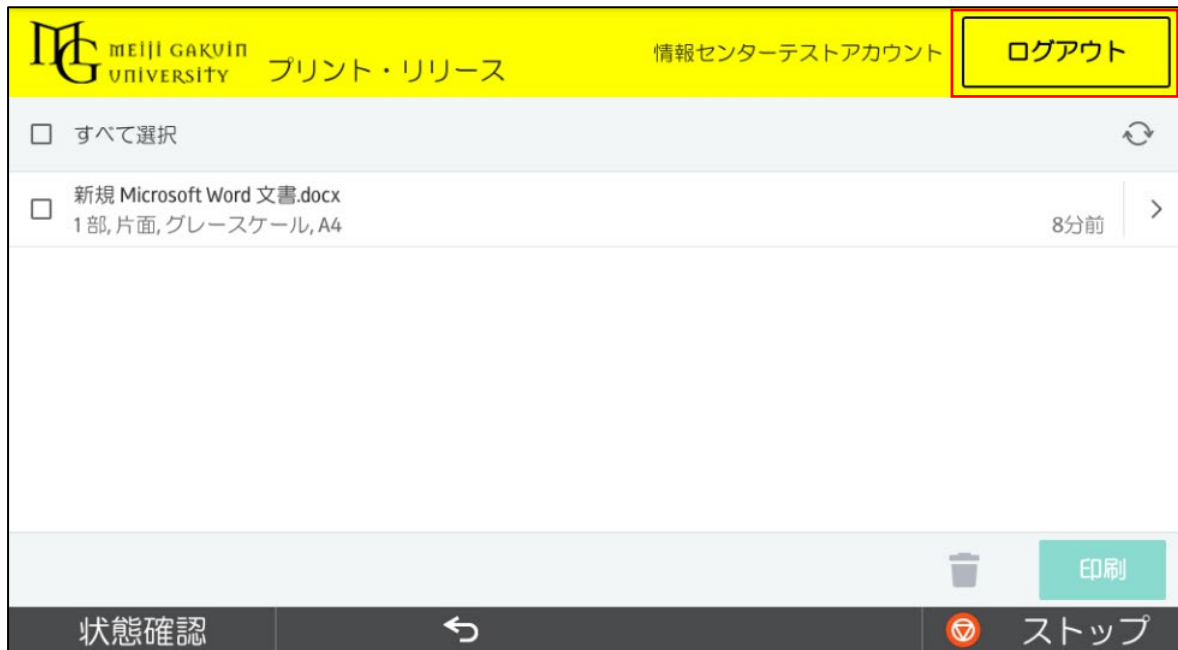 MG MEIJI GAKUIN
UNIVERSITY
プリント・リリース
情報センターテストアカウント
ログアウト
すべて選択
新規 Microsoft Word 文書.docx
1 部, 片面, グレースケール, A4
8分前
印刷
状態確認
ストップ